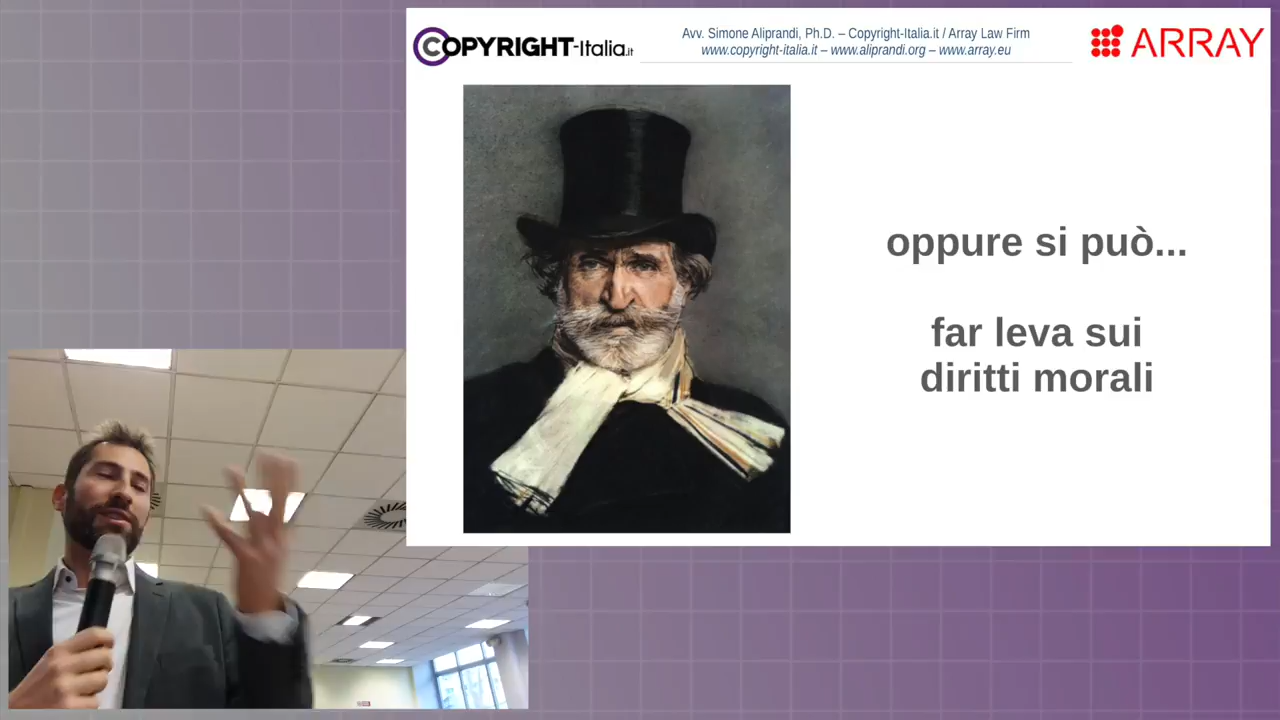 COPYRIGHT-Italia.it
Avv. Simone Aliprandi, Ph.D. – Copyright-Italia.it / Array Law Firm
www.copyright-italia.it – www.aliprandi.org – www.array.eu
ARRAY
oppure si può...
far leva sui
diritti morali